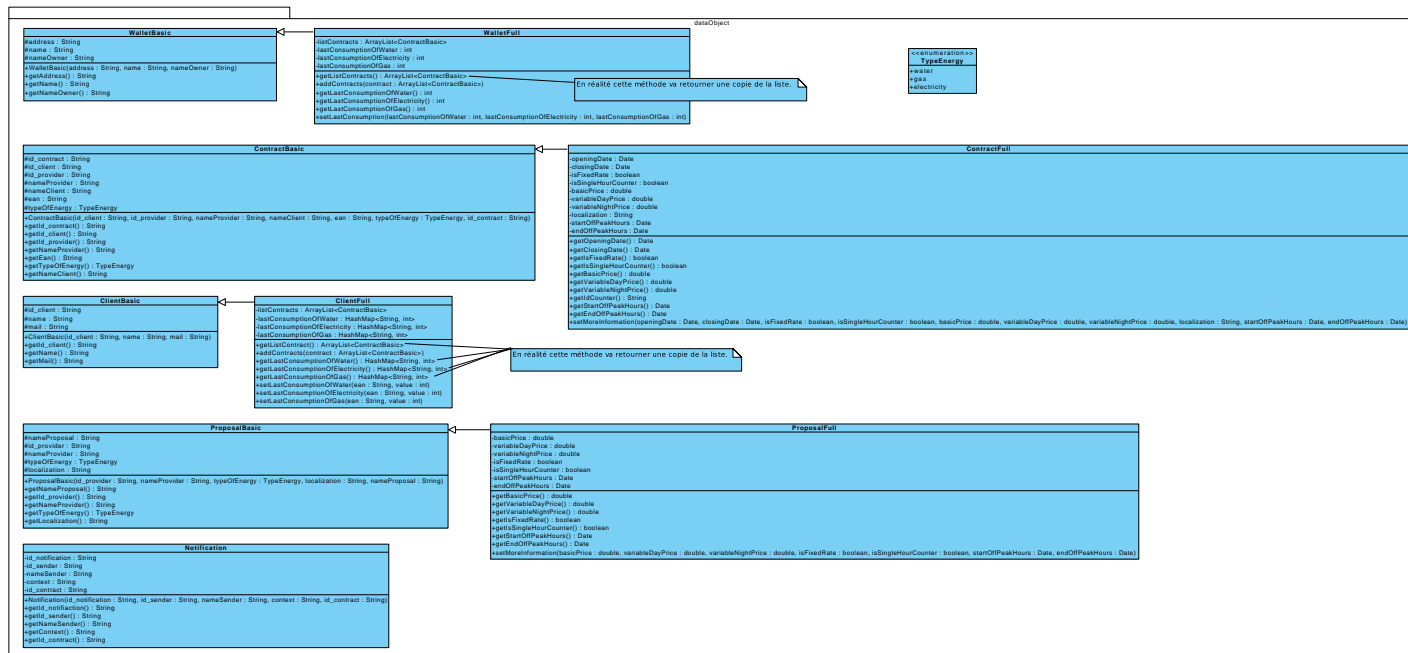 dataObject
WalletBasic
#address : String
#name : String
#nameOwner : String
+WalletBasic(address : String, name : String, nameOwner : String)
+getAddress() : String
+getName() : String
+getNameOwner() : String
WalletFull
-listContracts : ArrayList<ContractBasic>
-lastConsumptionOfWater : int
-lastConsumptionOfElectricity : int
-lastConsumptionOfGas : int
+getListContracts() : ArrayList<ContractBasic>
+addContracts(contract : ArrayList<ContractBasic>)
+getLastConsumptionOfWater() : int
+getLastConsumptionOfElectricity() : int
+getLastConsumptionOfGas() : int
+setLastConsumption(lastConsumptionOfWater : int, lastConsumptionOfElectricity : int, lastConsumptionOfGas : int)
En réalité cette méthode va retourner une copie de la liste.
<<enumeration>>
TypeEnergy
+water
+gas
+electricity
ContractBasic
#id_contract : String
#id_client : String
#id_provider : String
#nameProvider : String
#nameClient : String
#ean : String
#typeOfEnergy : TypeEnergy
+ContractBasic(id_client : String, id_provider : String, nameProvider : String, nameClient : String, ean : String, typeOfEnergy : TypeEnergy, id_contract : String)
+getId_contract() : String
+getId_client() : String
+getId_provider() : String
+getNameProvider() : String
+getEan() : String
+getTypeOfEnergy() : TypeEnergy
+getNameClient() : String
ContractFull
-openingDate : Date
-closingDate : Date
-isFixedRate : boolean
-isSingleHourCounter : boolean
-basicPrice : double
-variableDayPrice : double
-variableNightPrice : double
-localization : String
-startOffPeakHours : Date
-endOffPeakHours : Date
+getOpeningDate() : Date
+getClosingDate() : Date
+getIsFixedRate() : boolean
+getIsSingleHourCounter() : boolean
+getBasicPrice() : double
+getVariableDayPrice() : double
+getVariableNightPrice() : double
+getIdCounter() : String
+getStartOffPeakHours() : Date
+getEndOffPeakHours() : Date
+setMoreInformation(openingDate : Date, closingDate : Date, isFixedRate : boolean, isSingleHourCounter : boolean, basicPrice : double, variableDayPrice : double, variableNightPrice : double, localization : String, startOffPeakHours : Date, endOffPeakHours : Date)
ClientBasic
#id_client : String
#name : String
#mail : String
+ClientBasic(id_client : String, name : String, mail : String)
+getId_client() : String
+getName() : String
+getMail() : String
ClientFull
-listContracts : ArrayList<ContractBasic>
-lastConsumptionOfWater : HashMap<String, int>
-lastConsumptionOfElectricity : HashMap<String, int>
-lastConsumptionOfGas : HashMap<String, int>
+getListContract() : ArrayList<ContractBasic>
+addContracts(contract : ArrayList<ContractBasic>)
+getLastConsumptionOfWater() : HashMap<String, int>
+getLastConsumptionOfElectricity() : HashMap<String, int>
+getLastConsumptionOfGas() : HashMap<String, int>
+setLastConsumptionOfWater(ean : String, value : int)
+setLastConsumptionOfElectricity(ean : String, value : int)
+setLastConsumptionOfGas(ean : String, value : int)
En réalité cette méthode va retourner une copie de la liste.
ProposalBasic
#nameProposal : String
#id_provider : String
#nameProvider : String
#typeOfEnergy : TypeEnergy
#localization : String
+ProposalBasic(id_provider : String, nameProvider : String, typeOfEnergy : TypeEnergy, localization : String, nameProposal : String)
+getNameProposal() : String
+getId_provider() : String
+getNameProvider() : String
+getTypeOfEnergy() : TypeEnergy
+getLocalization() : String
ProposalFull
-basicPrice : double
-variableDayPrice : double
-variableNightPrice : double
-isFixedRate : boolean
-isSingleHourCounter : boolean
-startOffPeakHours : Date
-endOffPeakHours : Date
+getBasicPrice() : double
+getVariableDayPrice() : double
+getVariableNightPrice() : double
+getIsFixedRate() : boolean
+getIsSingleHourCounter() : boolean
+getStartOffPeakHours() : Date
+getEndOffPeakHours() : Date
+setMoreInformation(basicPrice : double, variableDayPrice : double, variableNightPrice : double, isFixedRate : boolean, isSingleHourCounter : boolean, startOffPeakHours : Date, endOffPeakHours : Date)
Notification
-id_notification : String
-id_sender : String
-nameSender : String
-context : String
-id_contract : String
+Notification(id_notification : String, id_sender : String, nameSender : String, context : String, id_contract : String)
+getId_notifiaction() : String
+getId_sender() : String
+getNameSender() : String
+getContext() : String
+getId_contract() : String